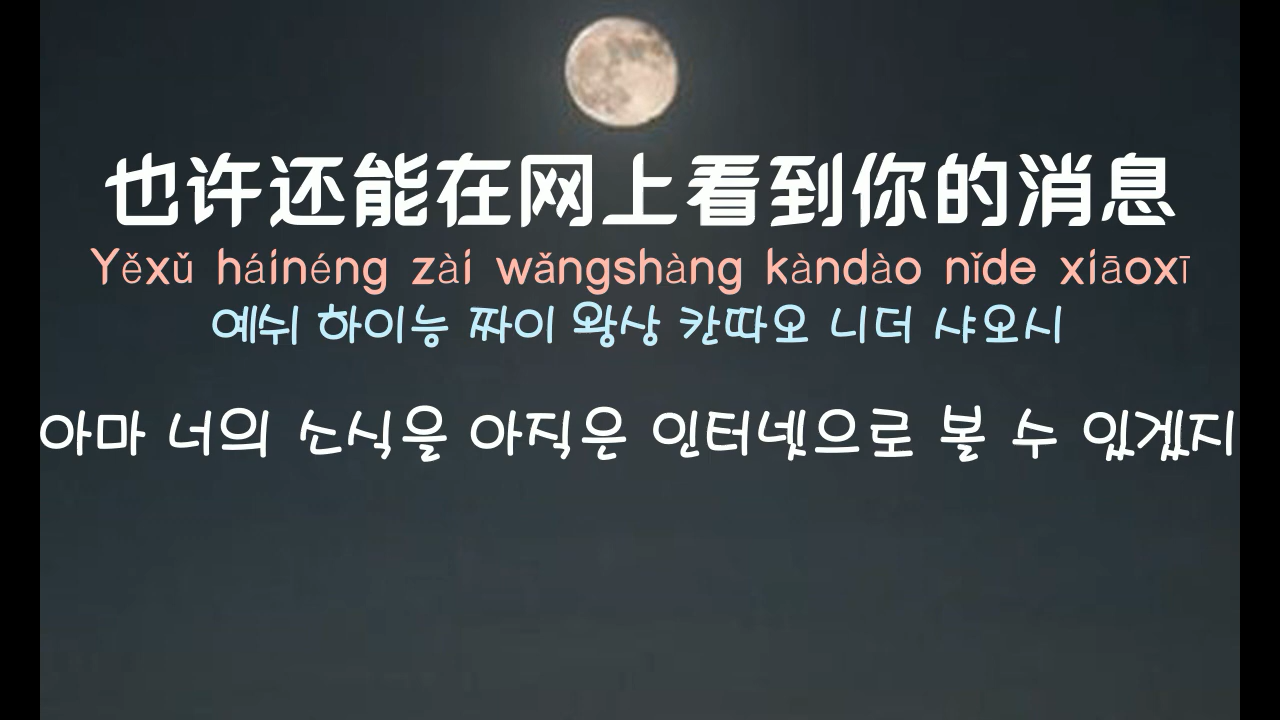 也许还能在网上看到你的消息
Yěxǔ háinéng zài wǎngshàng kàndào nǐde xiāoxī
예쉬 하이능 짜이 왕상 칸따오 니더 샤오시
아마 너의 소식을 아직은 인터넷으로 볼 수 있겠지